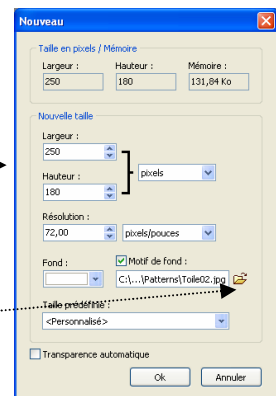 Nouveau
Taille en pixels / Mémoire
Largeur : Hauteur : Mémoire :
250 180 131,84 Ko
Nouvelle taille
Largeur :
250
pixels
Hauteur :
180
Résolution :
72,00 pixels/pouces
Fond : Motif de fond :
C:\...\Patterns\Toile02.jpg
Taille prédéfinie :
<Personnalisé>
Transparence automatique
Ok Annuler